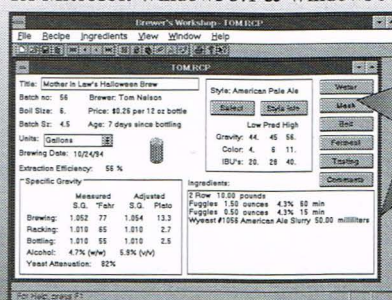 Brewer's Workshop - TOM.RCP
File Recipe Ingredients View Window Help
TOM.RCP
Title: Mother in Law's Halloween Brew
Batch no: 56 Brewer: Tom Nelson
Boil Size: 6. Price: $0.26 per 12 oz bottle
Batch Sz: 4.5 Age: 7 days since bottling
Units: Gallons
Brewing Date: 10/24/94
Extraction Efficiency: 56 %
Style: American Pale Ale
Select Style Info
Low Pred High
Gravity: 44. 45 56.
Color: 4. 6 11.
IBU's: 20. 28 40.
Water
Mash
Boil
Ferment
Tasting
Comments
Specific Gravity
Measured Adjusted
S.G. °Fahr S.G. Plato
Brewing: 1.052 77 1.054 13.3
Racking: 1.010 65 1.010 2.7
Bottling: 1.010 55 1.010 2.5
Alcohol: 4.7% (w/w) 5.9% (v/v)
Yeast Attenuation: 82%
Ingredients:
2 Row 10.00 pounds
Fuggles 1.50 ounces 4.3% 60 min
Fuggles 0.50 ounces 4.3% 15 min
Wyeast #1056 American Ale Slurry 50.00 milliliters
For Help, press F1